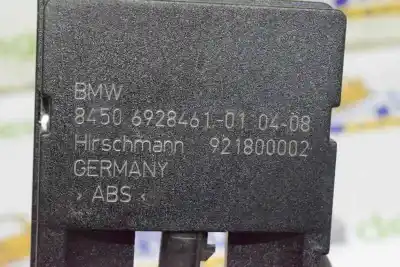 BMW
8450 6928461-01 04-08
Hirschmann 921800002
GERMANY
› ABS ‹